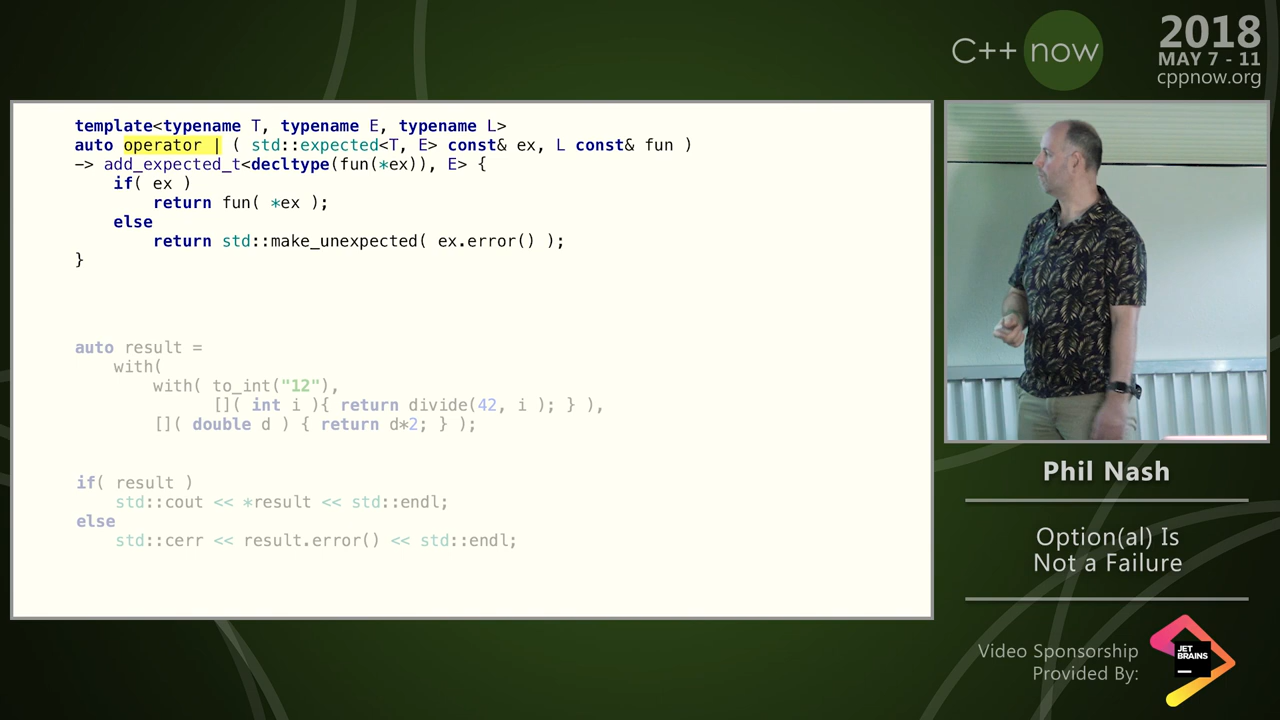 C++ now
2018
MAY 7 - 11
cppnow.org
template<typename T, typename E, typename L>
auto operator | ( std::expected<T, E> const& ex, L const& fun )
-> add_expected_t<decltype(fun(*ex)), E> {
    if( ex )
        return fun( *ex );
    else
        return std::make_unexpected( ex.error() );
}
auto result =
    with(
        with( to_int("12"),
              []( int i ){ return divide(42, i ); } ),
        []( double d ) { return d*2; } );
if( result )
    std::cout << *result << std::endl;
else
    std::cerr << result.error() << std::endl;
Phil Nash
Option(al) Is
Not a Failure
Video Sponsorship
Provided By:
JET
BRAINS